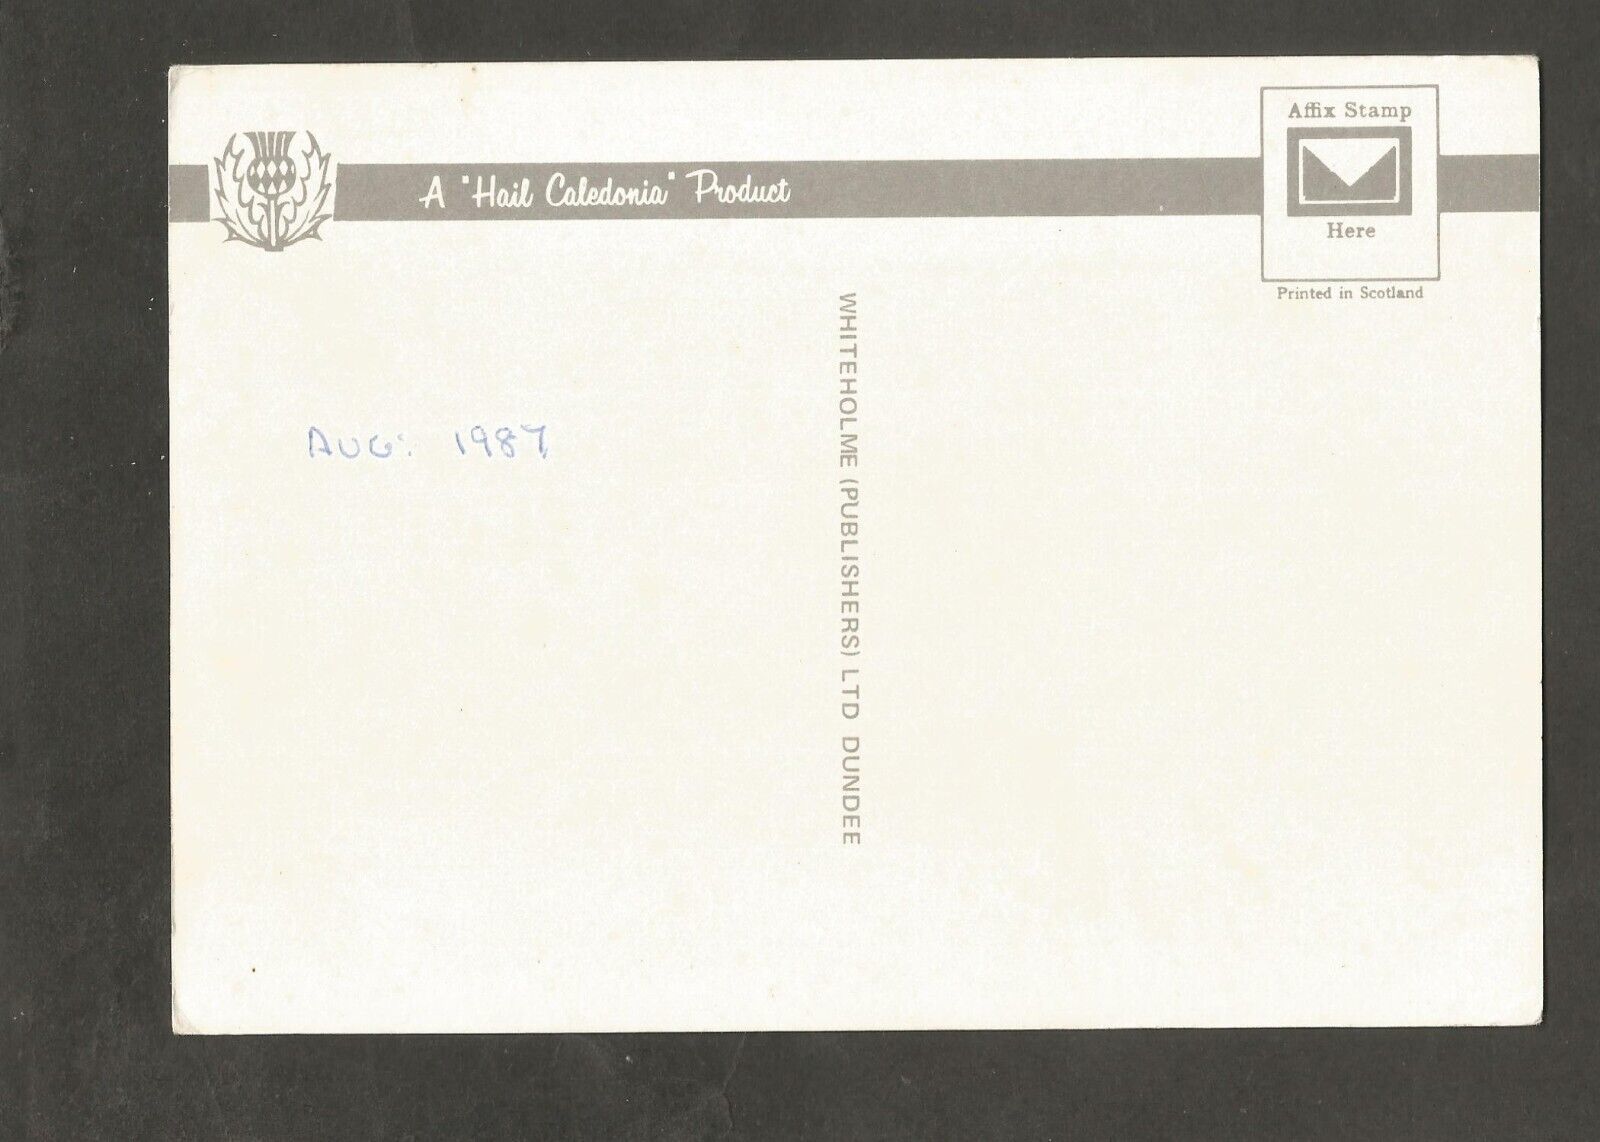 A "Hail Caledonia" Product
Affix Stamp
Here
Printed in Scotland
WHITEHOLME (PUBLISHERS) LTD DUNDEE
AUG: 1987